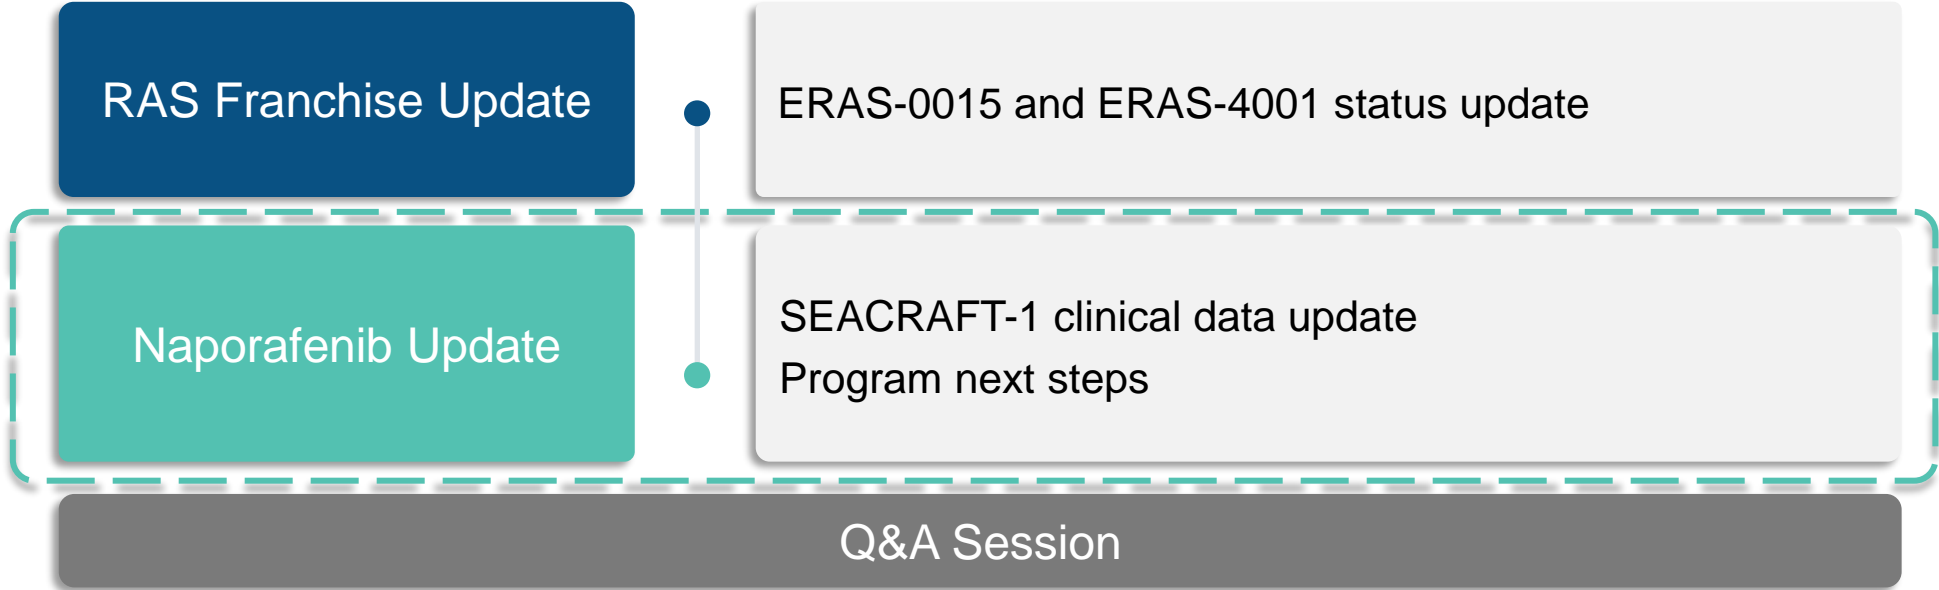 RAS Franchise Update
ERAS-0015 and ERAS-4001 status update
Naporafenib Update
SEACRAFT-1 clinical data update
Program next steps
Q&A Session